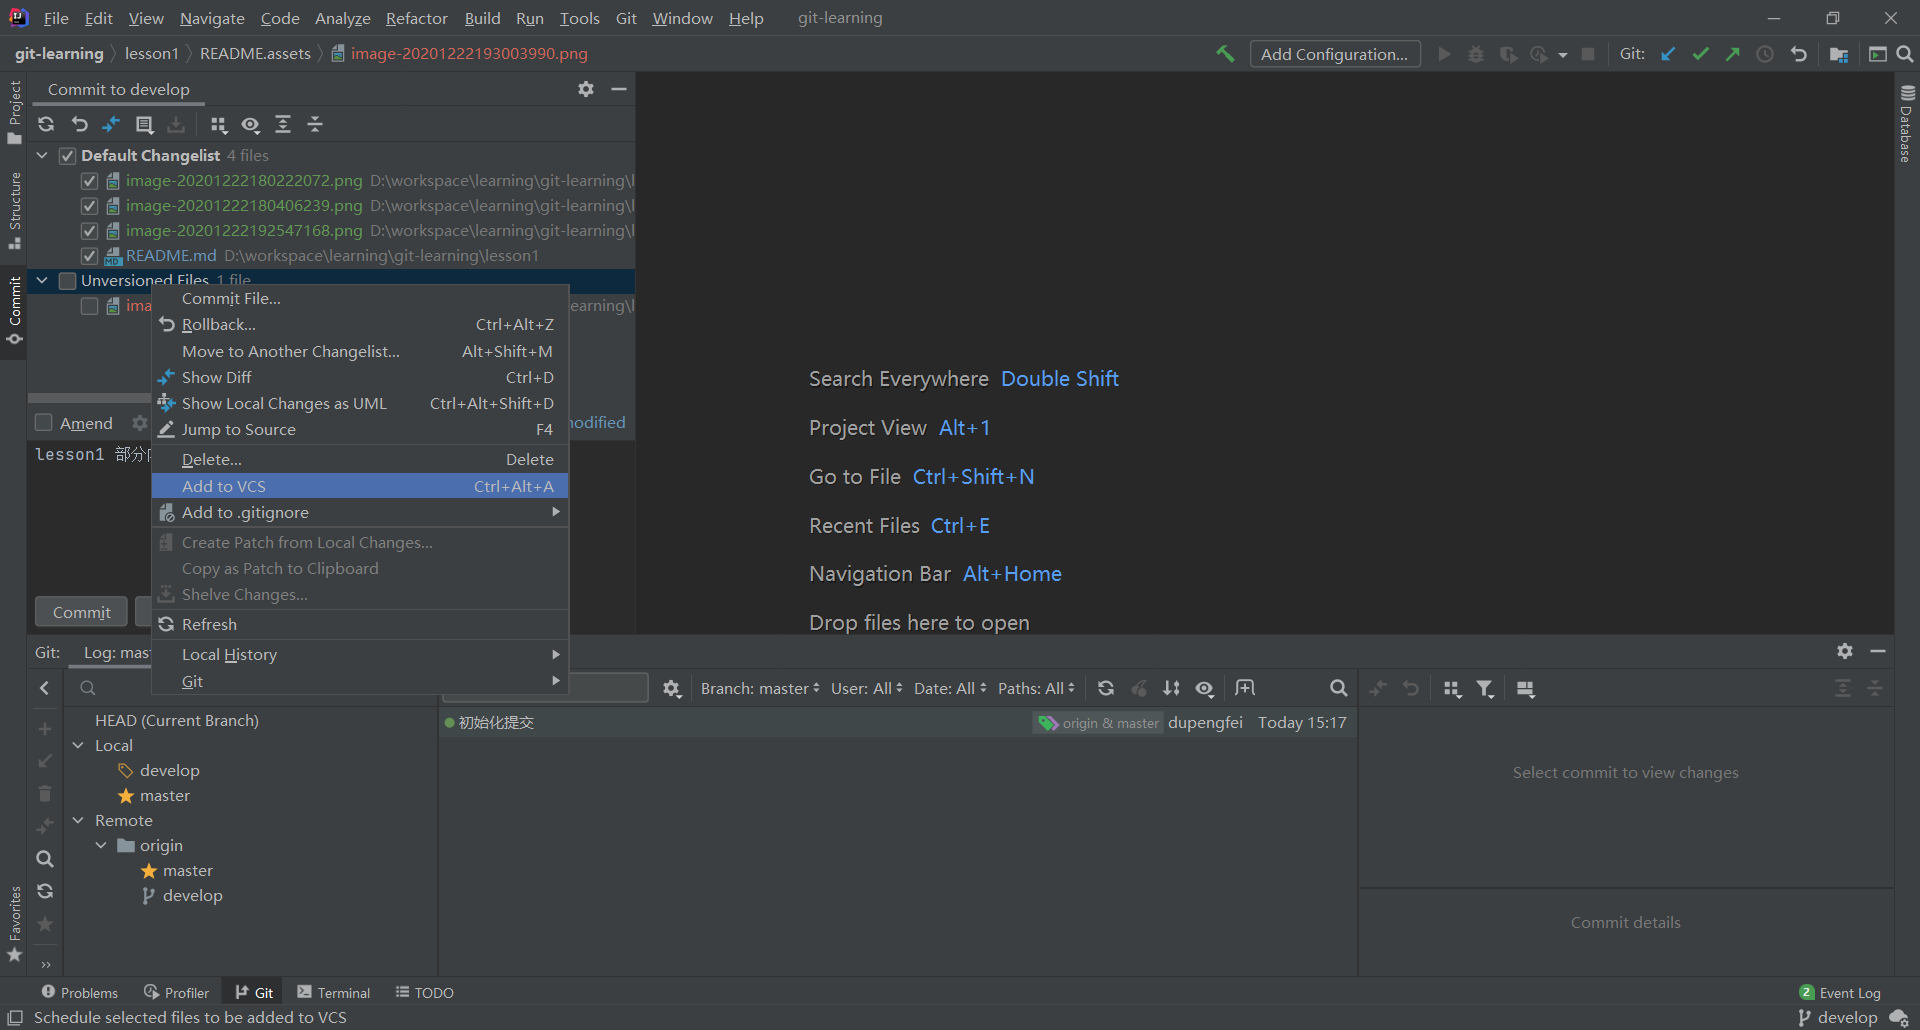 File Edit View Navigate Code Analyze Refactor Build Run Tools Git Window Help git-learning
git-learning lesson1 README.assets image-20201222193003990.png
Add Configuration...
Git:
Project
Structure
Commit
Favorites
Database
Commit to develop
Default Changelist 4 files
image-20201222180222072.png D:\workspace\learning\git-learning\l
image-20201222180406239.png D:\workspace\learning\git-learning\l
image-20201222192547168.png D:\workspace\learning\git-learning\l
README.md D:\workspace\learning\git-learning\lesson1
Unversioned Files 1 file
ima
earning\l
Commit File...
Rollback... Ctrl+Alt+Z
Move to Another Changelist... Alt+Shift+M
Show Diff Ctrl+D
Show Local Changes as UML Ctrl+Alt+Shift+D
Jump to Source F4
Delete... Delete
Add to VCS Ctrl+Alt+A
Add to .gitignore
Create Patch from Local Changes...
Copy as Patch to Clipboard
Shelve Changes...
Refresh
Local History
Git
Amend
odified
lesson1 部分
Commit
Search Everywhere Double Shift
Project View Alt+1
Go to File Ctrl+Shift+N
Recent Files Ctrl+E
Navigation Bar Alt+Home
Drop files here to open
Git: Log: mas
Branch: master User: All Date: All Paths: All
HEAD (Current Branch)
Local
develop
master
Remote
origin
master
develop
初始化提交 origin & master dupengfei Today 15:17
Select commit to view changes
Commit details
Problems Profiler Git Terminal TODO
2 Event Log
Schedule selected files to be added to VCS
develop